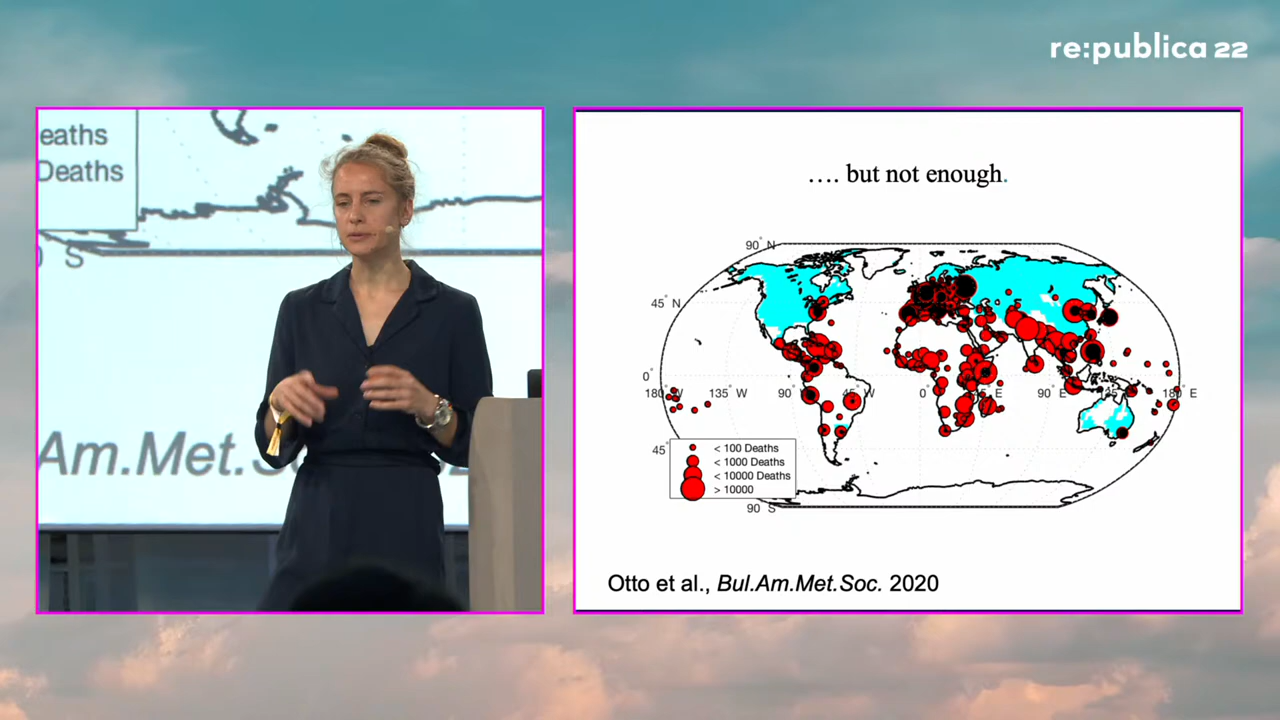 re:publica 22
eaths
Deaths
S
Am.Met.S
.... but not enough.
90° N
45° N
0°
180° W
135° W
90°
45° W
0°
E
90° E
135° E
180° E
45°
< 100 Deaths
< 1000 Deaths
< 10000 Deaths
> 10000
90° S
Otto et al., Bul.Am.Met.Soc. 2020